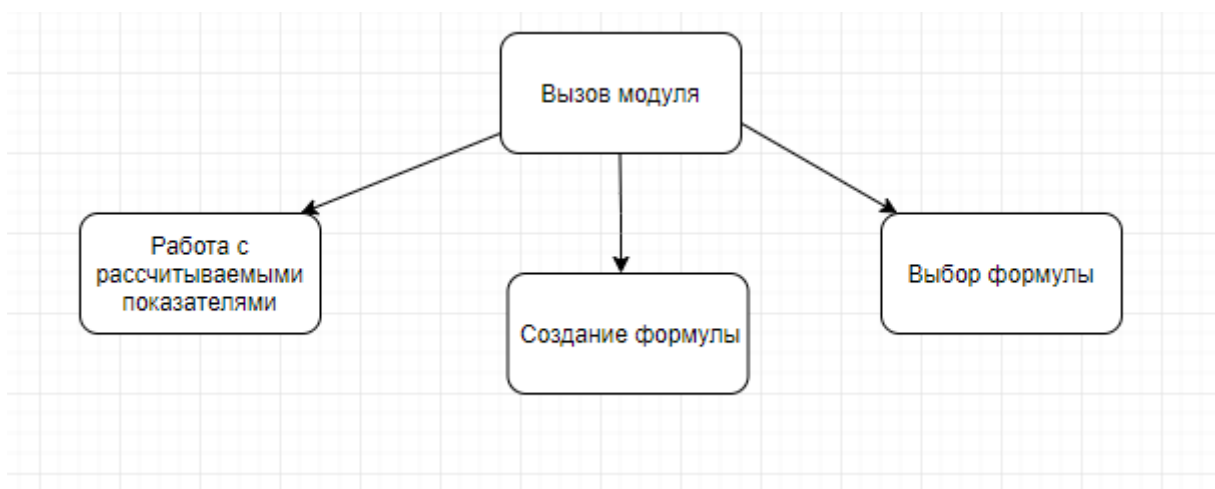 Вызов модуля
Работа с
рассчитываемыми
показателями
Создание формулы
Выбор формулы